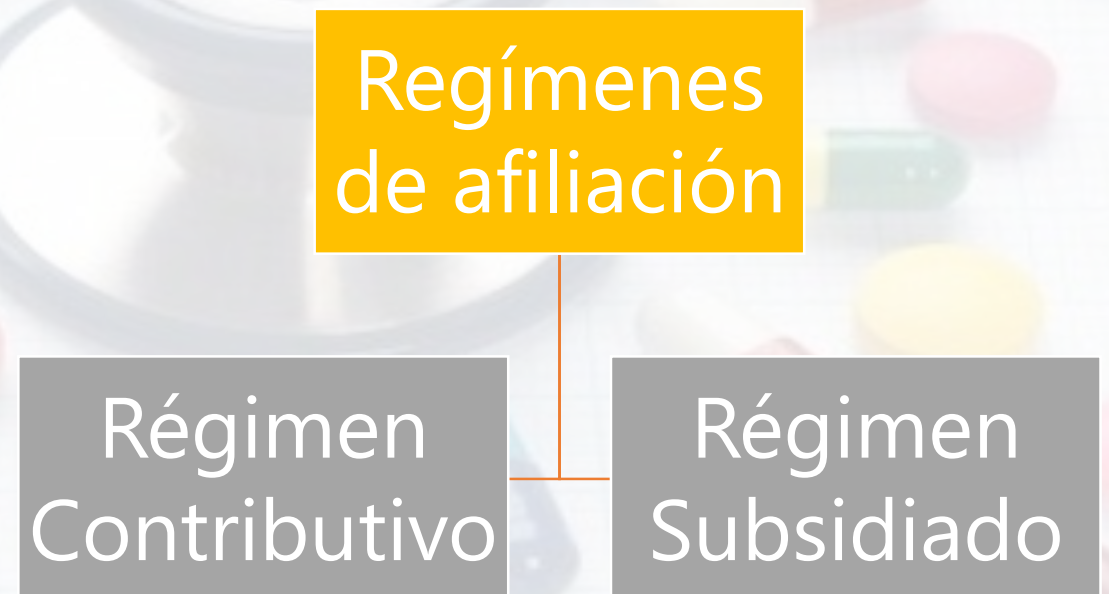 Regímenes
de afiliación
Régimen
Contributivo
Régimen
Subsidiado